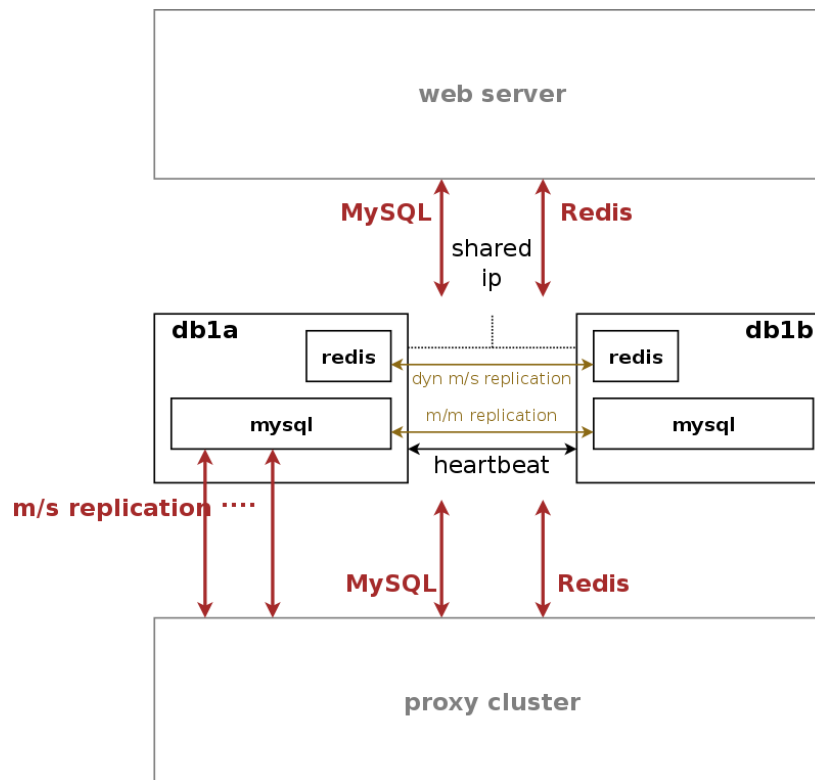 web server
MySQL
Redis
shared
ip
db1a
db1b
redis
redis
dyn m/s replication
m/m replication
mysql
mysql
heartbeat
m/s replication ····
MySQL
Redis
proxy cluster